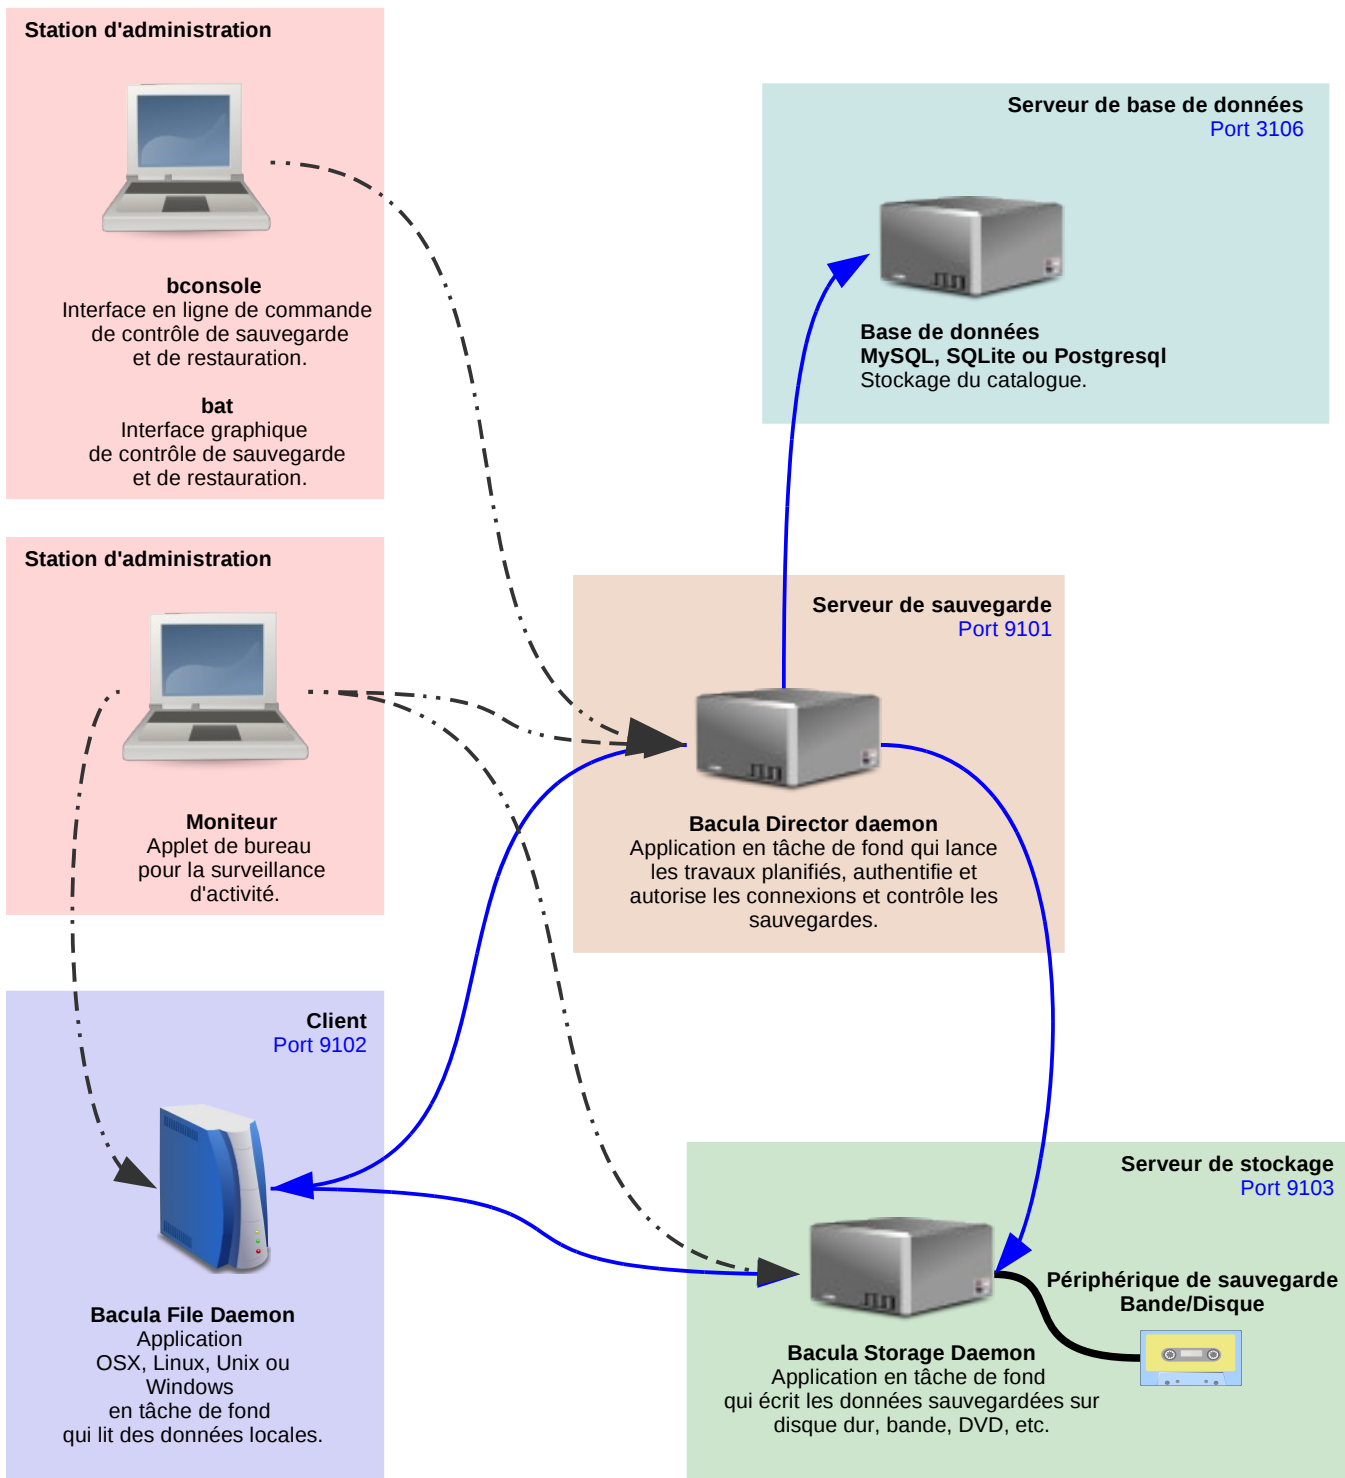 Station d'administration
bconsole
Interface en ligne de commande
de contrôle de sauvegarde
et de restauration.
bat
Interface graphique
de contrôle de sauvegarde
et de restauration.
Serveur de base de données
Port 3106
Base de données
MySQL, SQLite ou Postgresql
Stockage du catalogue.
Station d'administration
Moniteur
Applet de bureau
pour la surveillance
d'activité.
Serveur de sauvegarde
Port 9101
Bacula Director daemon
Application en tâche de fond qui lance
les travaux planifiés, authentifie et
autorise les connexions et contrôle les
sauvegardes.
Client
Port 9102
Bacula File Daemon
Application
OSX, Linux, Unix ou
Windows
en tâche de fond
qui lit des données locales.
Serveur de stockage
Port 9103
Périphérique de sauvegarde
Bande/Disque
Bacula Storage Daemon
Application en tâche de fond
qui écrit les données sauvegardées sur
disque dur, bande, DVD, etc.